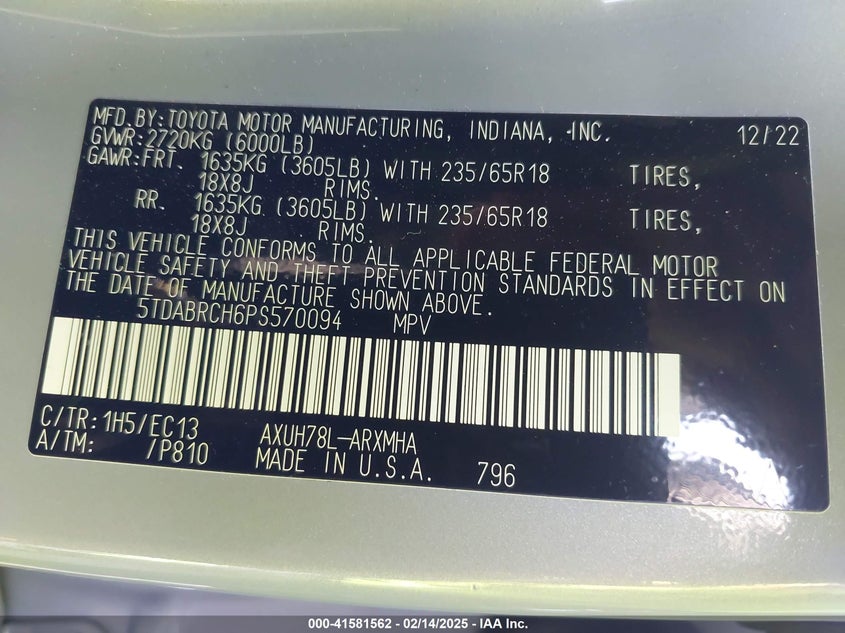 MFD. BY: TOYOTA MOTOR MANUFACTURING, INDIANA, INC. 12/22
GVWR: 2720KG (6000LB)
GAWR: FRT. 1635KG (3605LB) WITH 235/65R18 TIRES,
18X8J RIMS.
RR. 1635KG (3605LB) WITH 235/65R18 TIRES,
18X8J RIMS.
THIS VEHICLE CONFORMS TO ALL APPLICABLE FEDERAL MOTOR
VEHICLE SAFETY AND THEFT PREVENTION STANDARDS IN EFFECT ON
THE DATE OF MANUFACTURE SHOWN ABOVE.
5TDABRCH6PS570094 MPV
C/TR: 1H5/EC13 AXUH78L-ARXMHA
A/TM: /P810 MADE IN U.S.A. 796
000-41581562 - 02/14/2025 - IAA Inc.